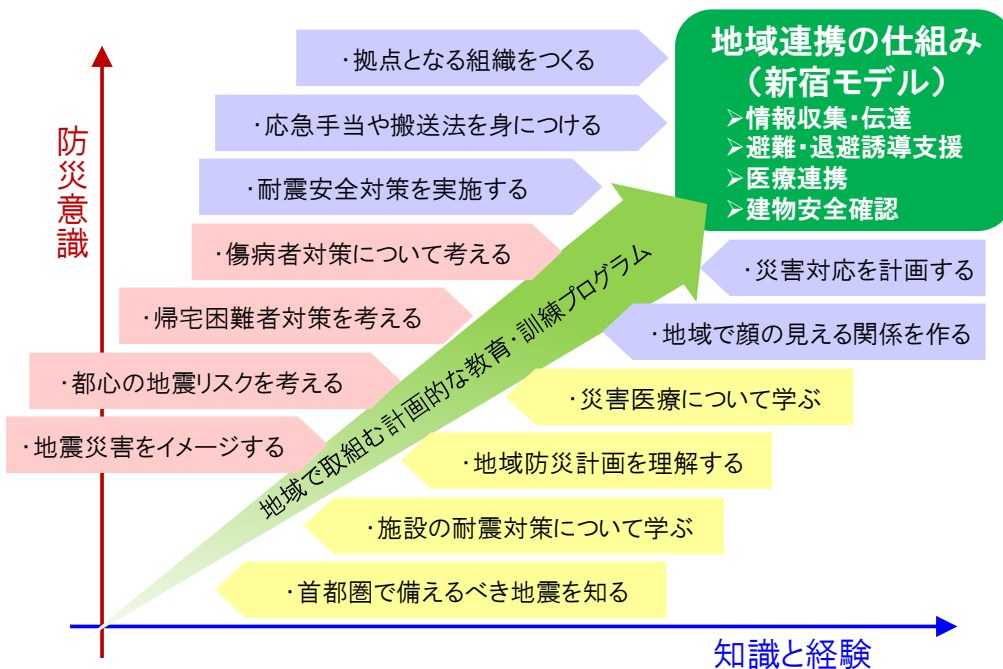 地域連携の仕組み
(新宿モデル)
➢情報収集・伝達
➢避難・退避誘導支援
➢医療連携
➢建物安全確認
防災意識
・拠点となる組織をつくる
・応急手当や搬送法を身につける
・耐震安全対策を実施する
・傷病者対策について考える
・帰宅困難者対策を考える
・都心の地震リスクを考える
・地震災害をイメージする
地域で取組む計画的な教育・訓練プログラム
・災害対応を計画する
・地域で顔の見える関係を作る
・災害医療について学ぶ
・地域防災計画を理解する
・施設の耐震対策について学ぶ
・首都圏で備えるべき地震を知る
知識と経験